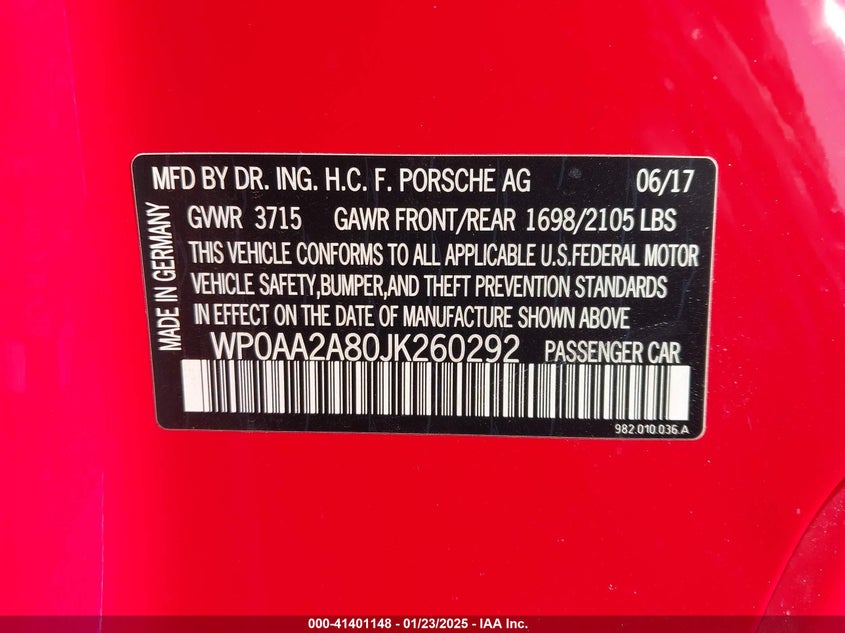 MFD BY DR. ING. H.C. F. PORSCHE AG 06/17
GVWR 3715 GAWR FRONT/REAR 1698/2105 LBS
THIS VEHICLE CONFORMS TO ALL APPLICABLE U.S.FEDERAL MOTOR
VEHICLE SAFETY,BUMPER,AND THEFT PREVENTION STANDARDS
IN EFFECT ON THE DATE OF MANUFACTURE SHOWN ABOVE
WP0AA2A80JK260292 PASSENGER CAR
MADE IN GERMANY
982.010.036.A
000-41401148 - 01/23/2025 - IAA Inc.